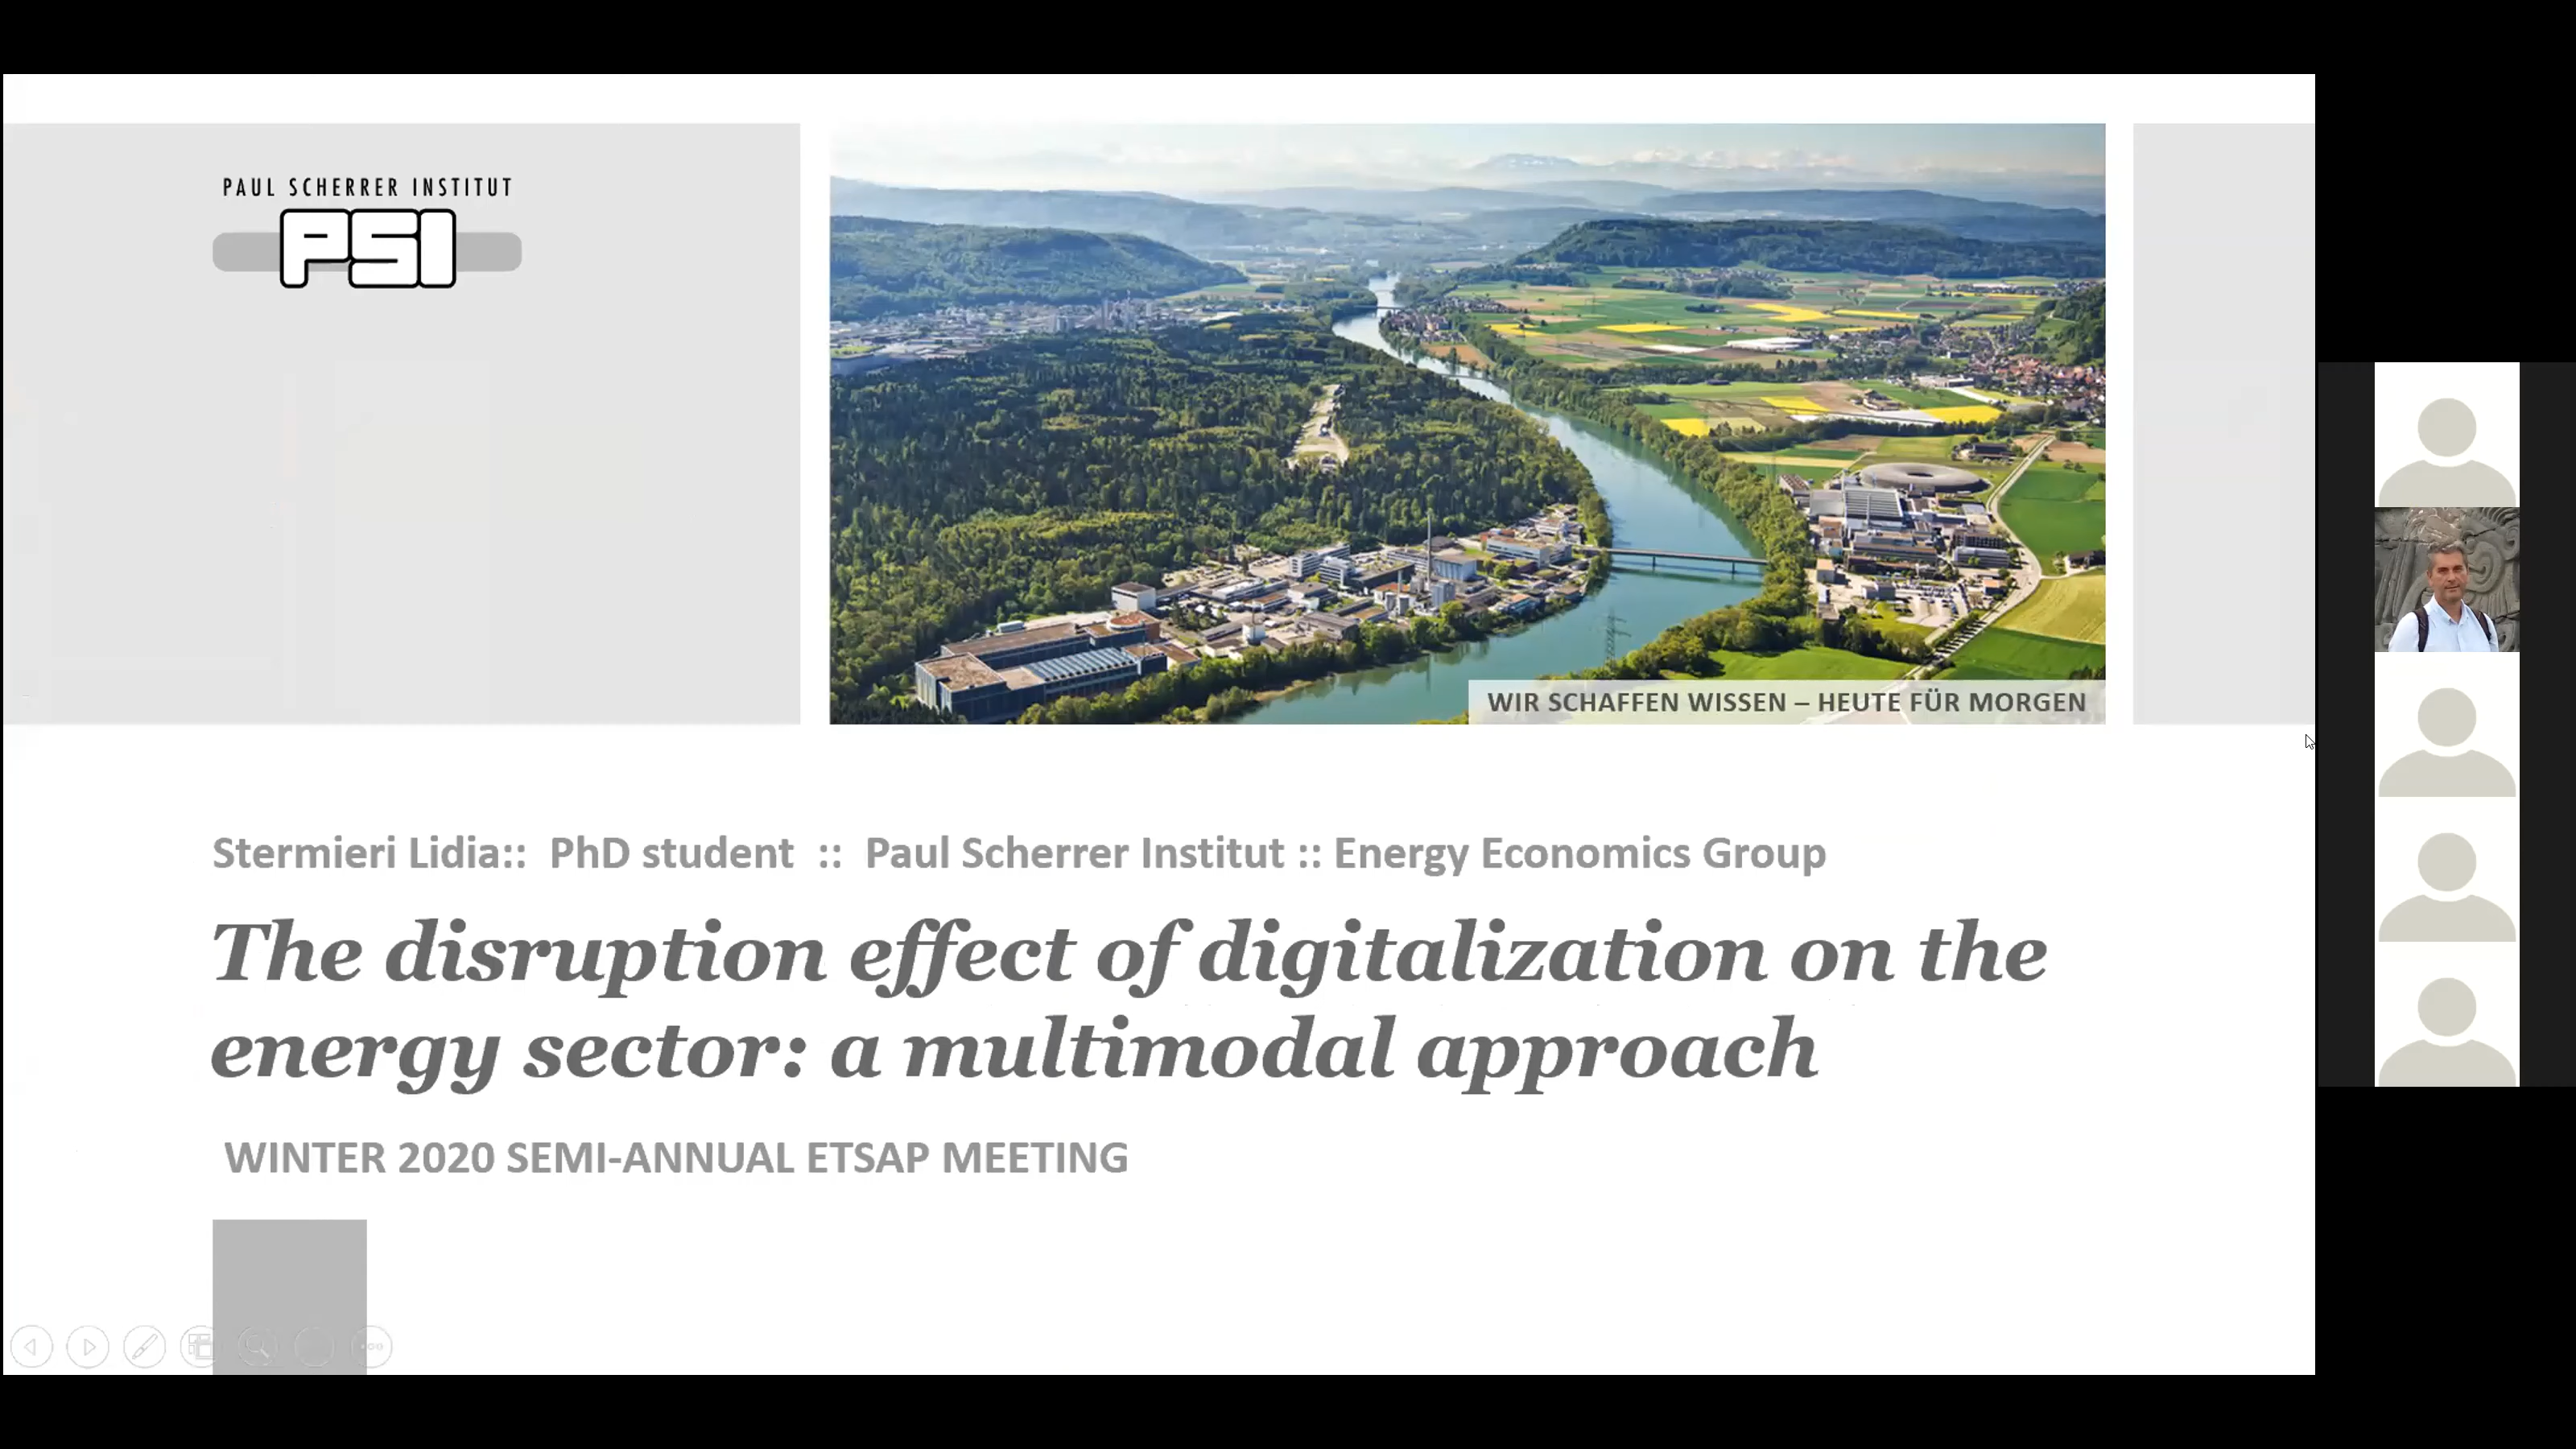 PAUL SCHERRER INSTITUT
PSI
WIR SCHAFFEN WISSEN – HEUTE FÜR MORGEN
Stermieri Lidia:: PhD student :: Paul Scherrer Institut :: Energy Economics Group
The disruption effect of digitalization on the
energy sector: a multimodal approach
WINTER 2020 SEMI-ANNUAL ETSAP MEETING